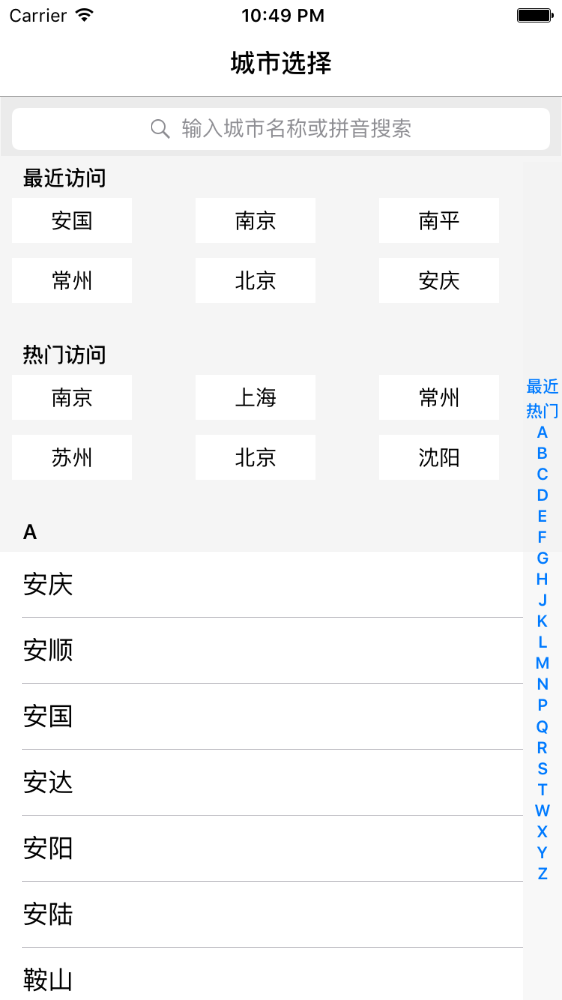 Carrier 10:49 PM
城市选择
输入城市名称或拼音搜索
最近访问
安国 南京 南平
常州 北京 安庆
热门访问
南京 上海 常州
苏州 北京 沈阳
A
安庆
安顺
安国
安达
安阳
安陆
鞍山
最近
热门
A
B
C
D
E
F
G
H
J
K
L
M
N
P
Q
R
S
T
W
X
Y
Z